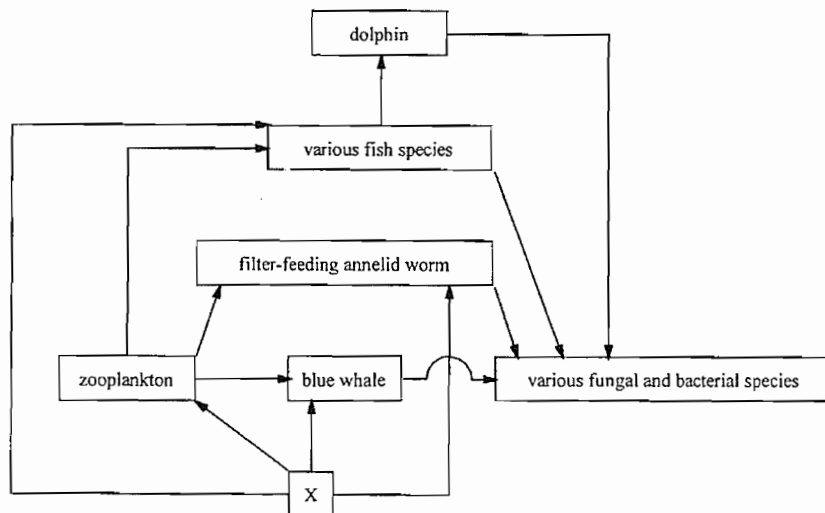 dolphin
various fish species
filter-feeding annelid worm
zooplankton
blue whale
various fungal and bacterial species
X